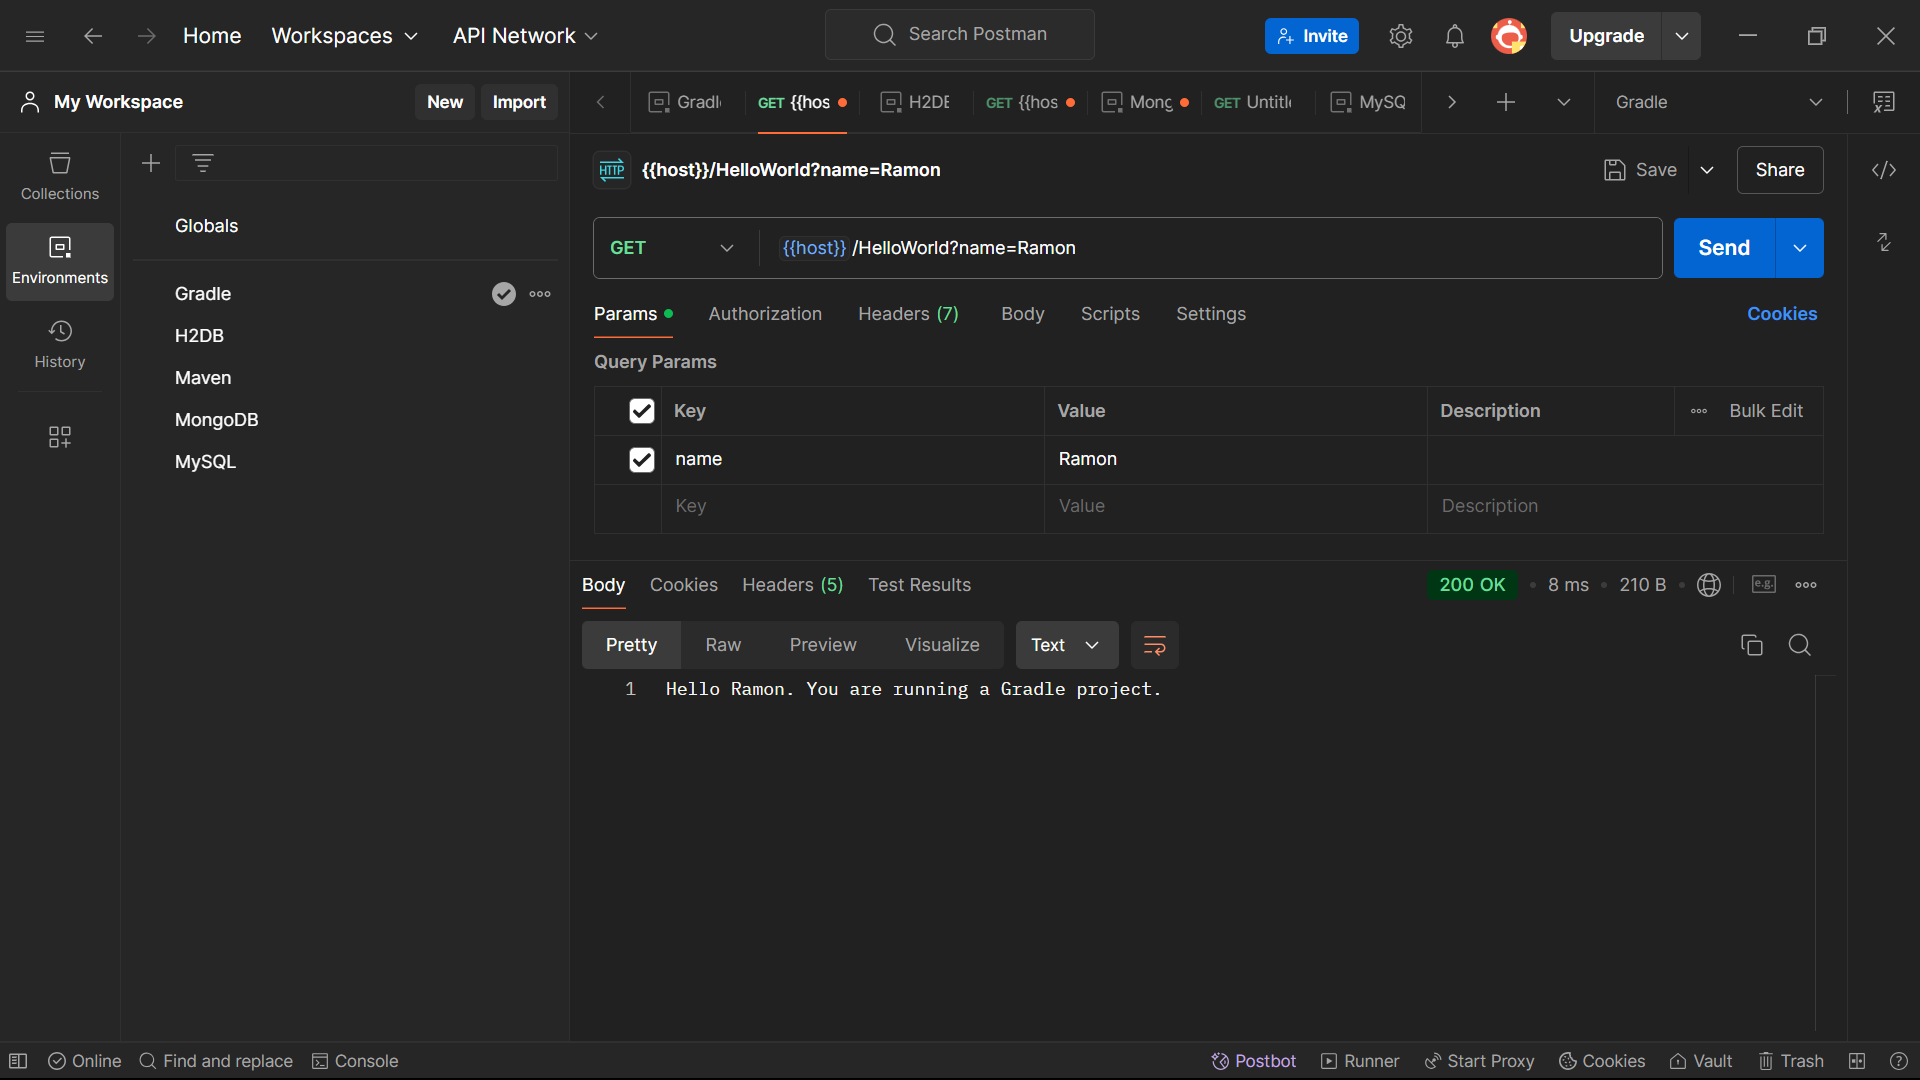 Home Workspaces API Network Search Postman Invite Upgrade
My Workspace New Import
Gradl GET {{hos H2DE GET {{hos Mong GET Untitl MySQ Gradle
Collections
Environments
History
Globals
Gradle
H2DB
Maven
MongoDB
MySQL
HTTP {{host}}/HelloWorld?name=Ramon Save Share
GET {{host}} /HelloWorld?name=Ramon Send
Params Authorization Headers (7) Body Scripts Settings Cookies
Query Params
Key Value Description Bulk Edit
name Ramon
Key Value Description
Body Cookies Headers (5) Test Results 200 OK 8 ms 210 B e.g.
Pretty Raw Preview Visualize Text
1 Hello Ramon. You are running a Gradle project.
Online Find and replace Console Postbot Runner Start Proxy Cookies Vault Trash